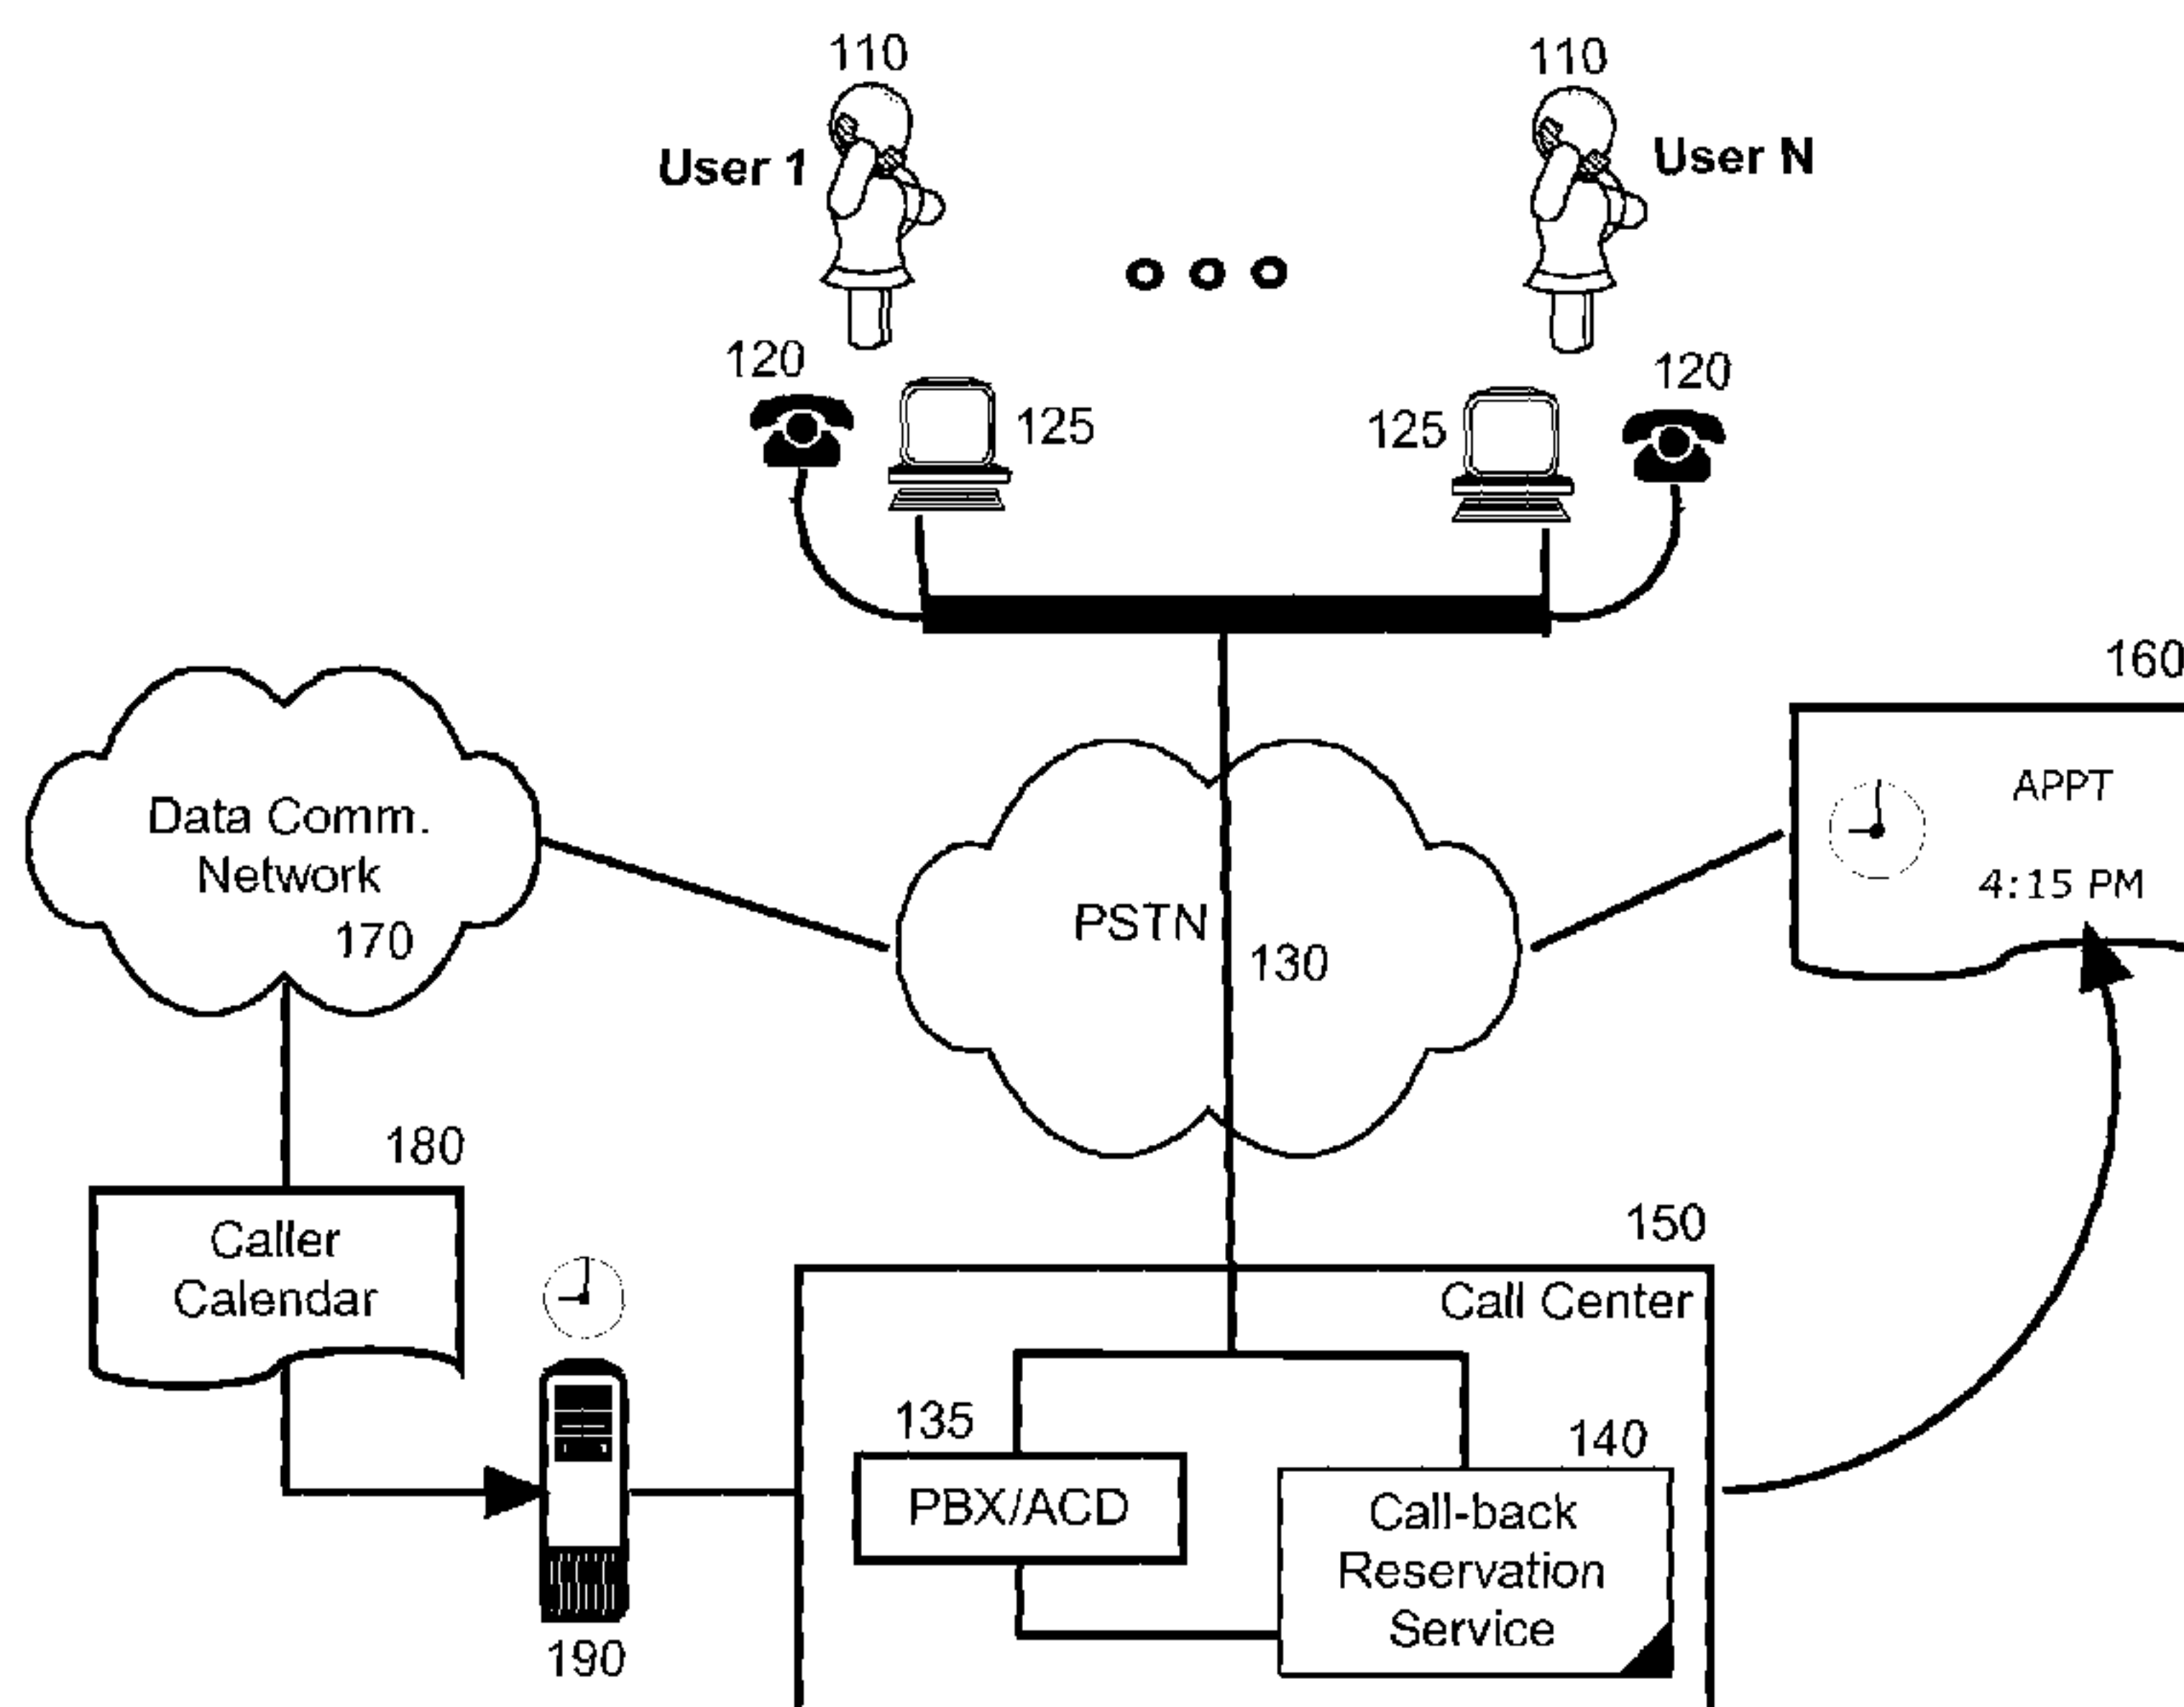 110
110
User 1
User N
120
120
125
125
160
APPT
4:15 PM
Data Comm.
Network
170
PSTN
130
180
Caller
Calendar
150
Call Center
135
140
PBX/ACD
Call-back
Reservation
Service
190